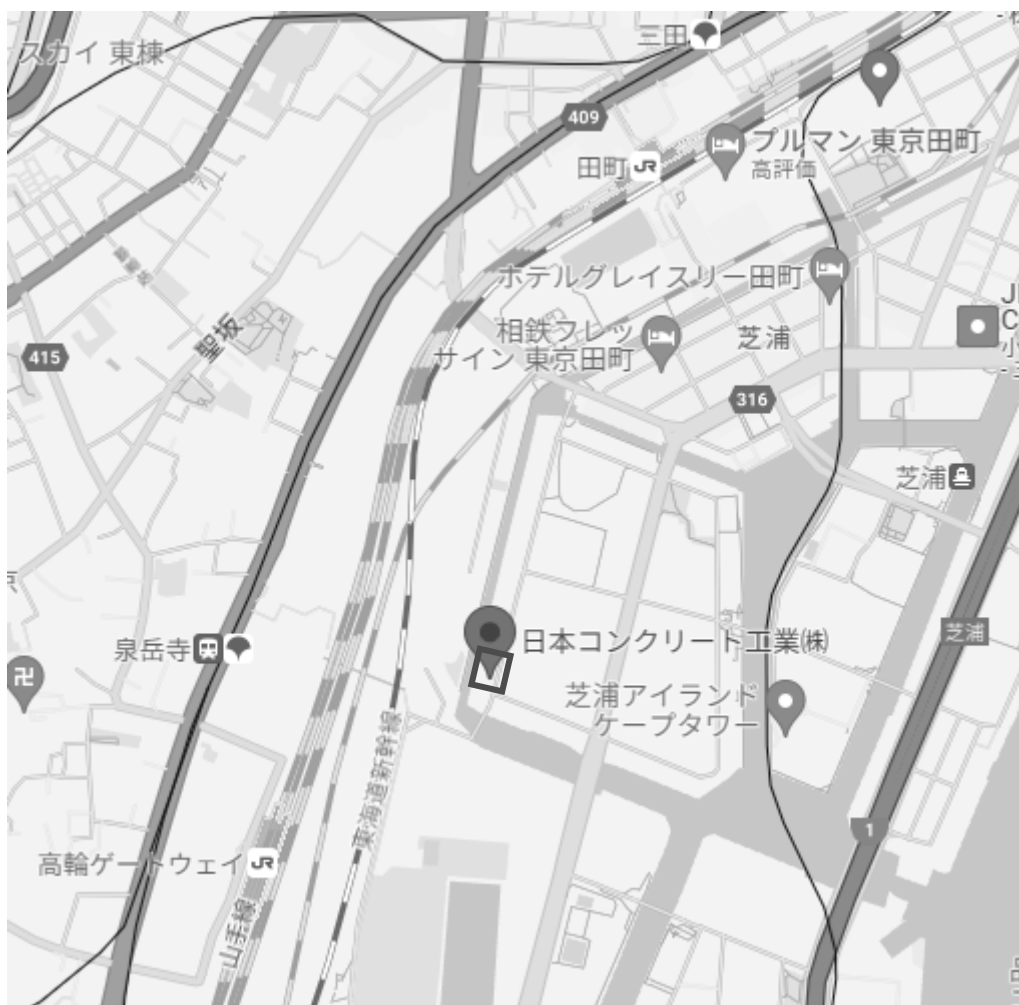 スカイ 東棟
三田
409
田町
JR
プルマン 東京田町
高評価
ホテルグレイスリー田町
相鉄フレッサ
サイン 東京田町
芝浦
聖坂
415
316
芝浦
芝浦
日本コンクリート工業㈱
泉岳寺
卍
芝浦アイランド
ケープタワー
東海道新幹線
1
高輪ゲートウェイ
JR
山手線